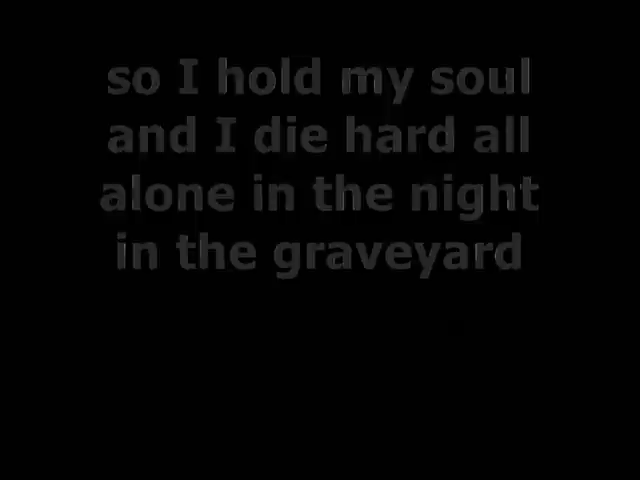 so I hold my soul
and I die hard all
alone in the night
in the graveyard